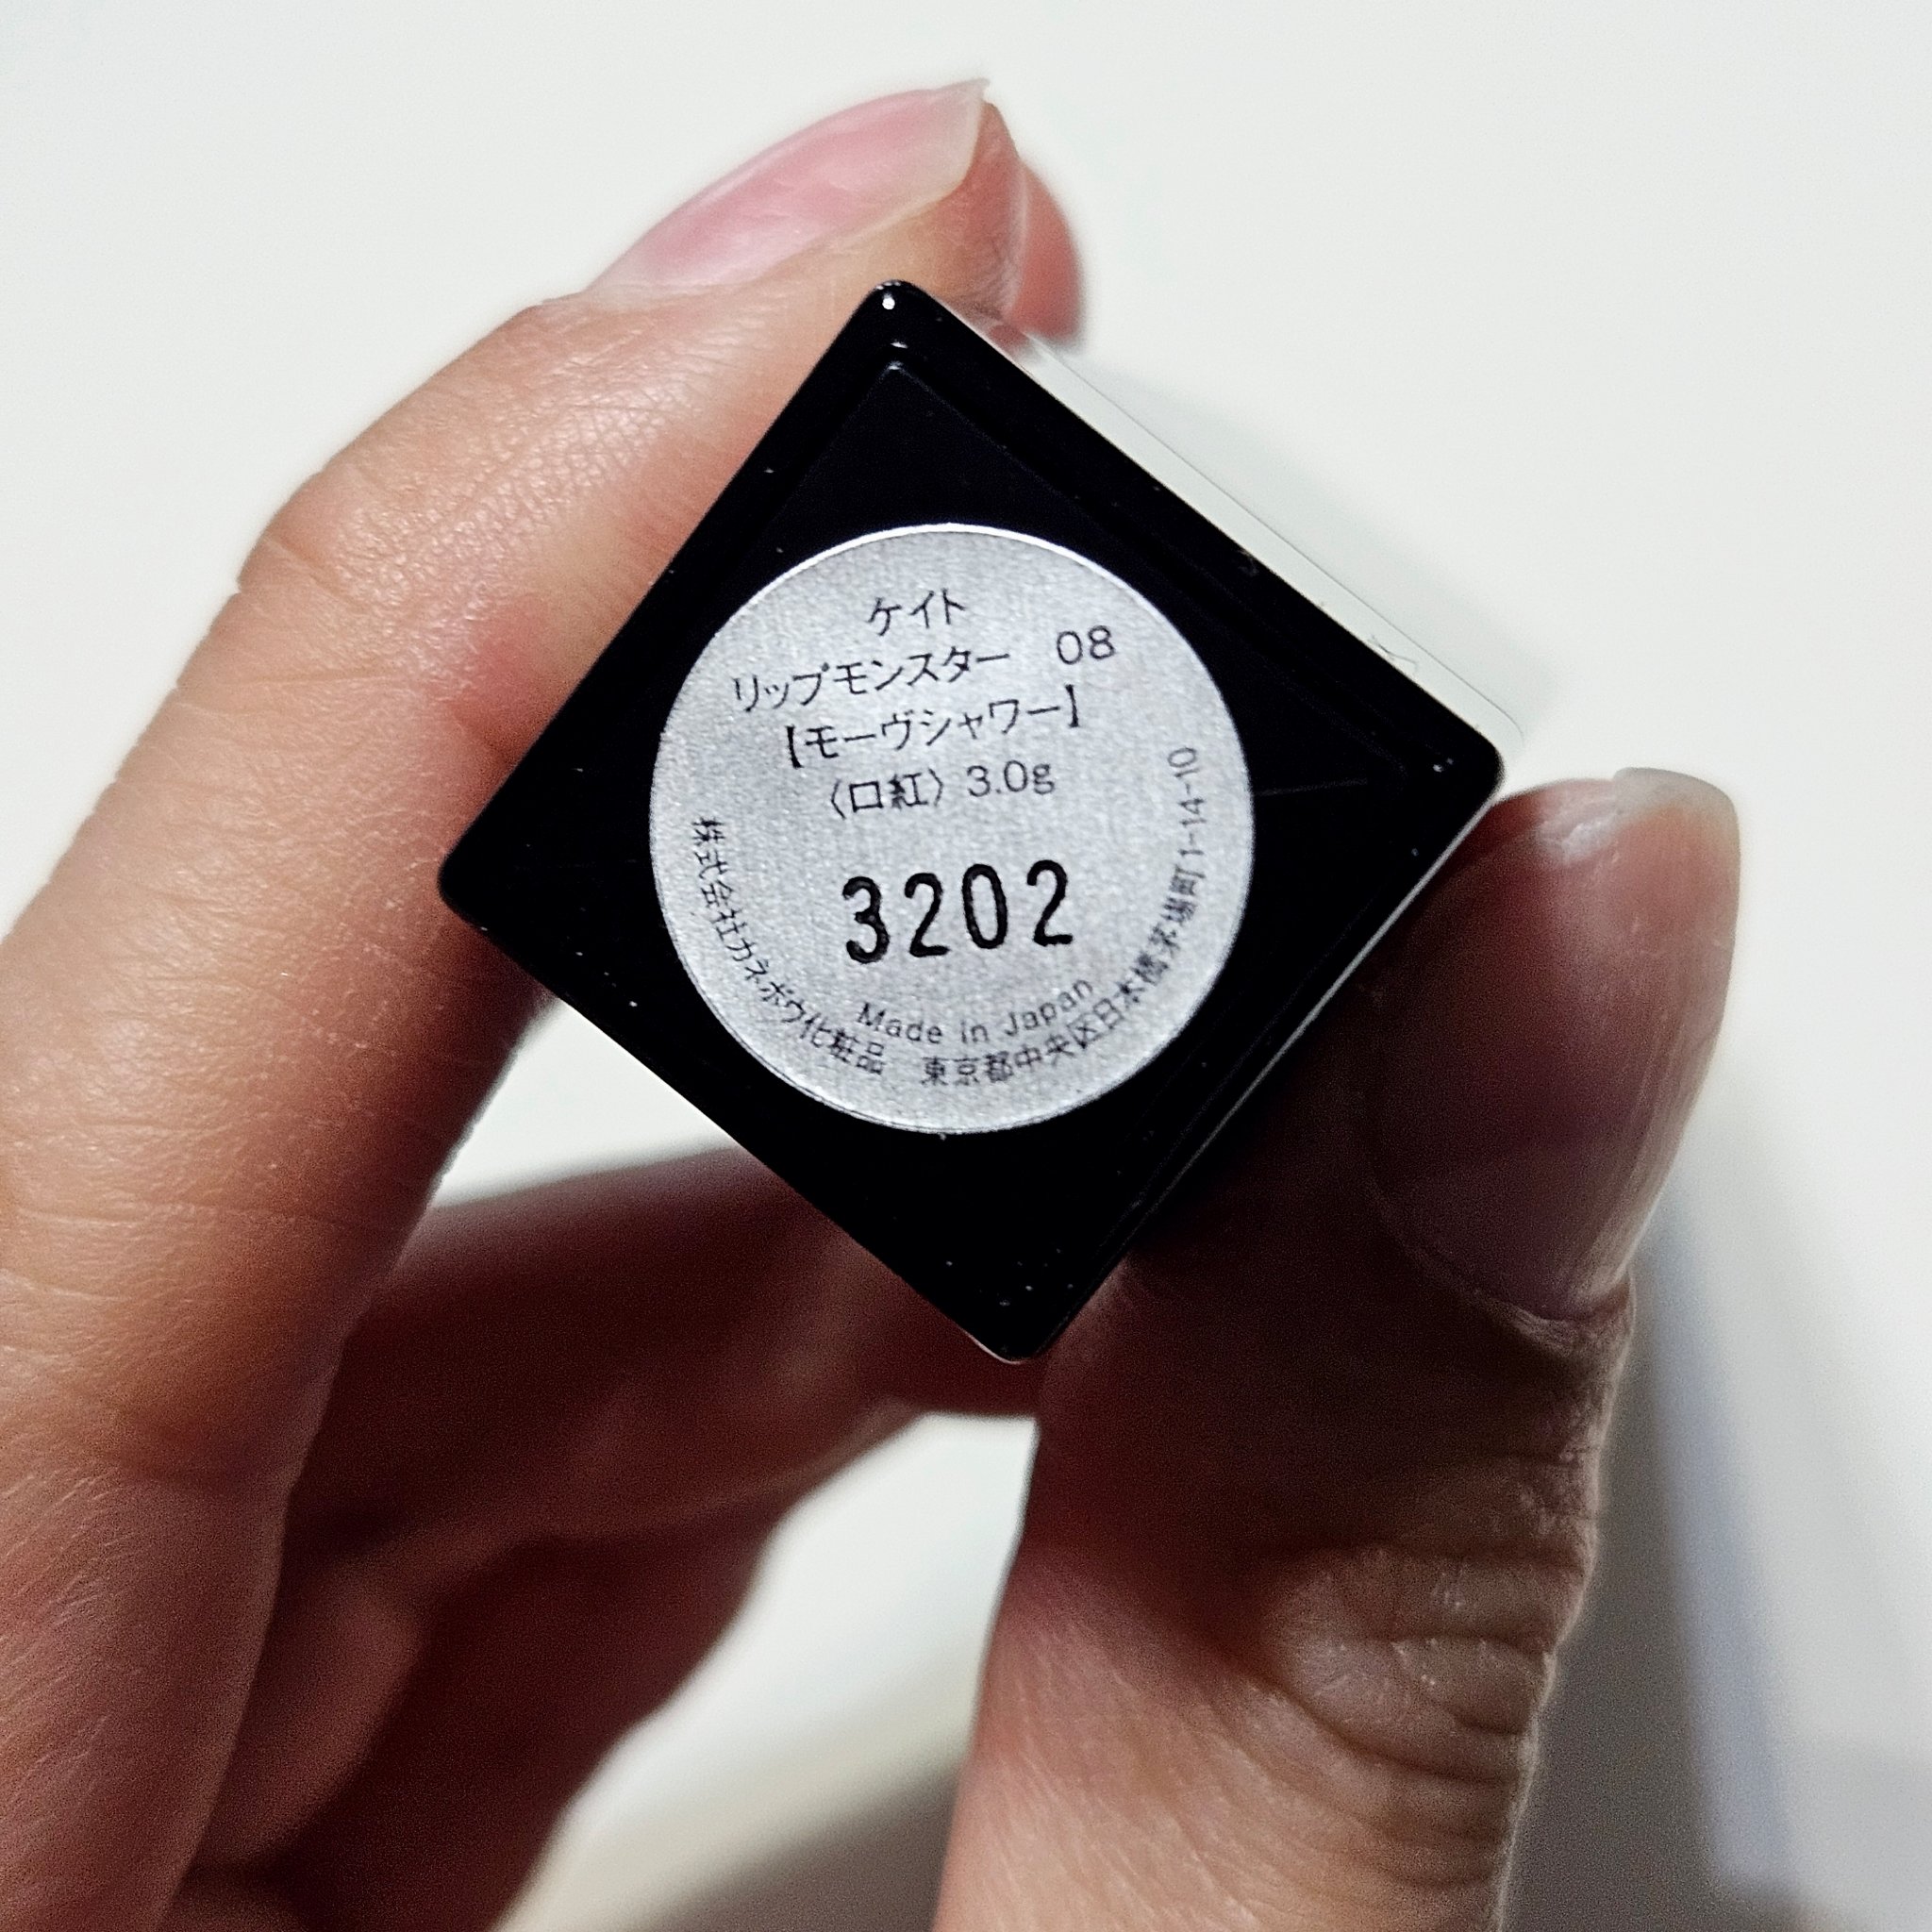 ケイト
リップモンスター 08
【モーヴシャワー】
〈口紅〉3.0g
3202
Made in Japan
株式会社カネボウ化粧品 東京都中央区日本橋茅場町1-14-10